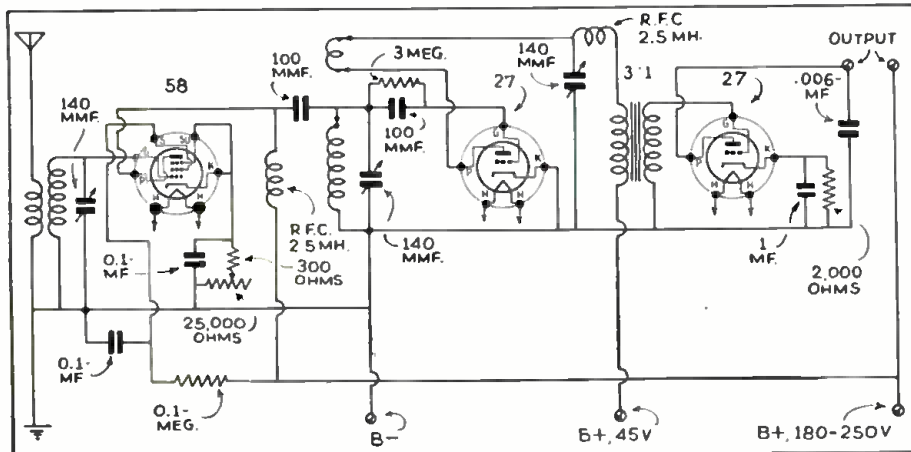 R.F.C
2.5 MH.
OUTPUT
3 MEG.
140
MMF
100
MMF.
58
27
3:1
27
.006-
MF
140
MMF.
100
MMF.
G
G
SG
SU
P
K
P
K
P
K
H
H
H
H
H
H
R.F.C.
2.5 MH.
140
MMF.
0.1-
MF
300
OHMS
1
MF.
2,000
OHMS
25,000
OHMS
0.1-
MF
0.1-
MEG.
B-
B+, 45V
B+, 180-250V